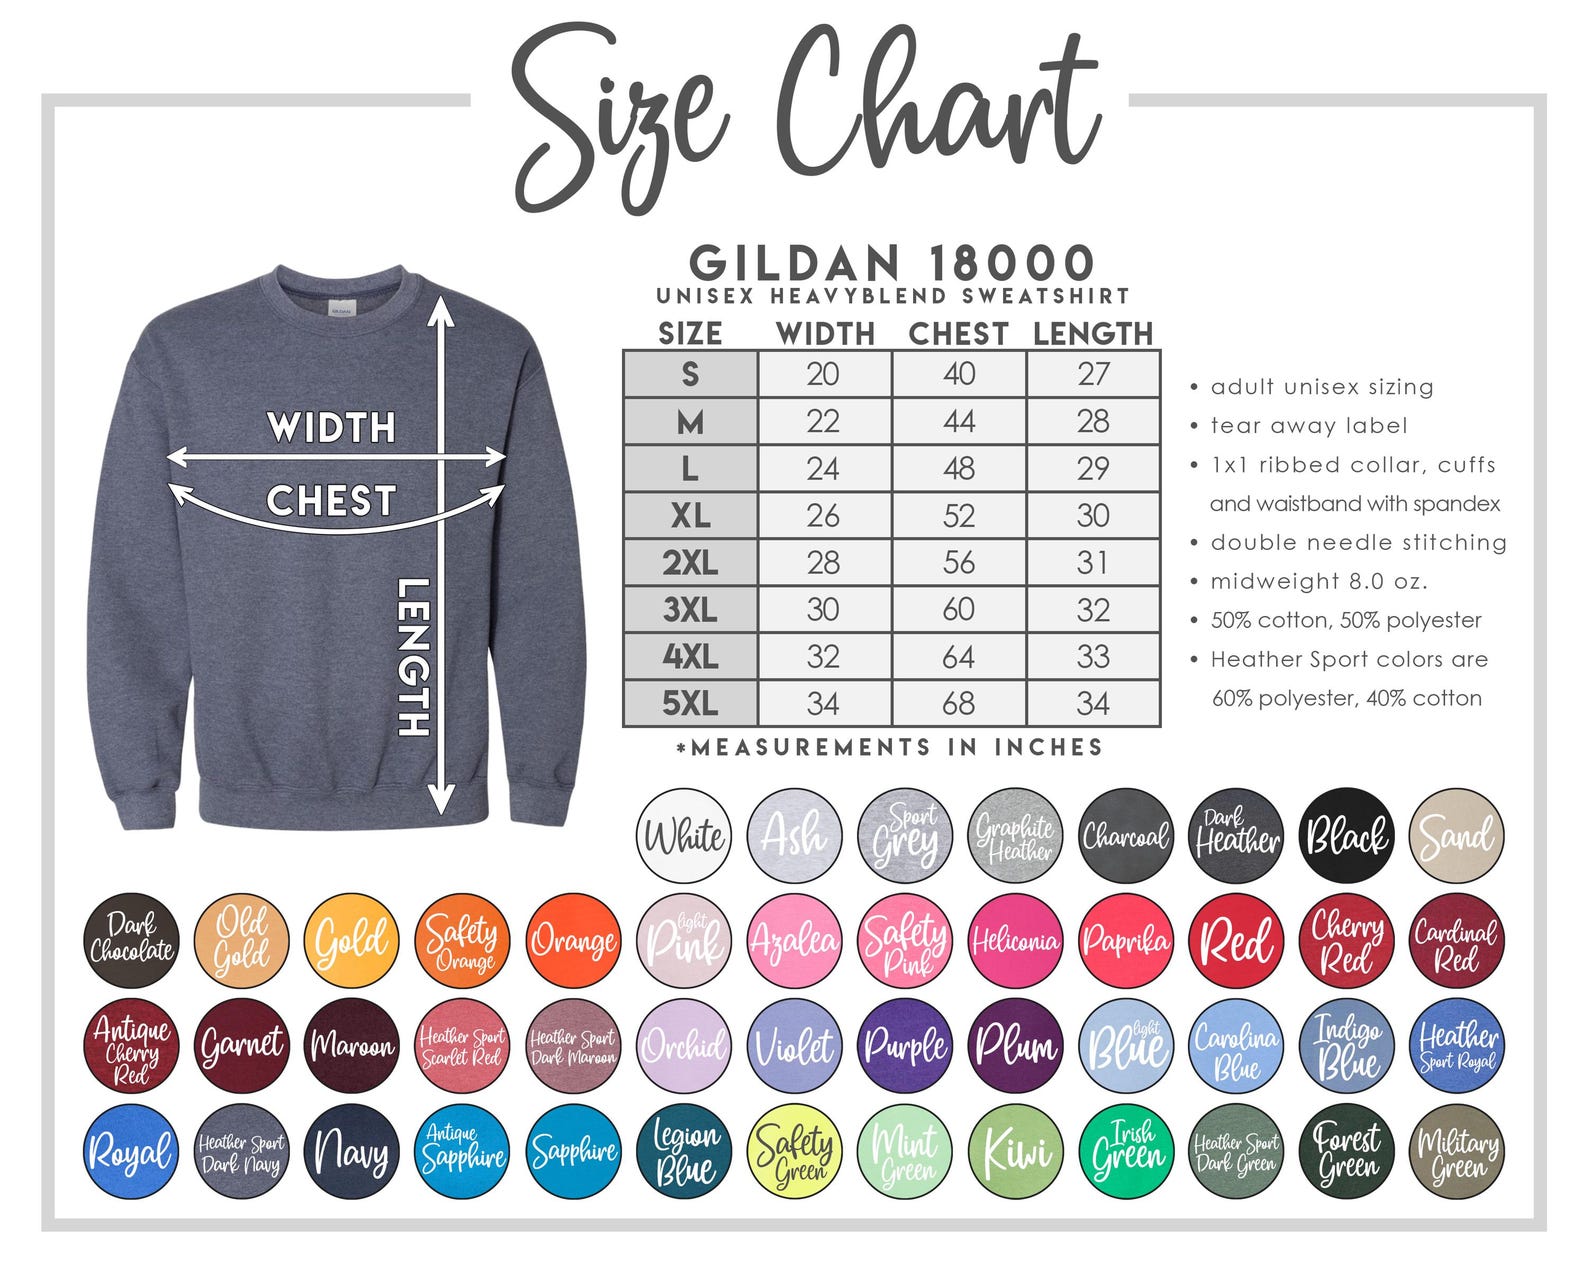 Size Chart
GILDAN 18000
UNISEX HEAVYBLEND SWEATSHIRT
SIZE WIDTH CHEST LENGTH
S 20 40 27
M 22 44 28
L 24 48 29
XL 26 52 30
2XL 28 56 31
3XL 30 60 32
4XL 32 64 33
5XL 34 68 34
*MEASUREMENTS IN INCHES
GILDAN
WIDTH
CHEST
LENGTH
• adult unisex sizing
• tear away label
• 1x1 ribbed collar, cuffs
and waistband with spandex
• double needle stitching
• midweight 8.0 oz.
• 50% cotton, 50% polyester
• Heather Sport colors are
60% polyester, 40% cotton
White
Ash
Sport
Grey
Graphite
Heather
Charcoal
Dark
Heather
Black
Sand
Dark
Chocolate
Old
Gold
Gold
Safety
Orange
Orange
light
Pink
Azalea
Safety
Pink
Heliconia
Paprika
Red
Cherry
Red
Cardinal
Red
Antique
Cherry
Red
Garnet
Maroon
Heather Sport
Scarlet Red
Heather Sport
Dark Maroon
Orchid
Violet
Purple
Plum
light
Blue
Carolina
Blue
Indigo
Blue
Heather
Sport Royal
Royal
Heather Sport
Dark Navy
Navy
Antique
Sapphire
Sapphire
Legion
Blue
Safety
Green
Mint
Green
Kiwi
Irish
Green
Heather Sport
Dark Green
Forest
Green
Military
Green